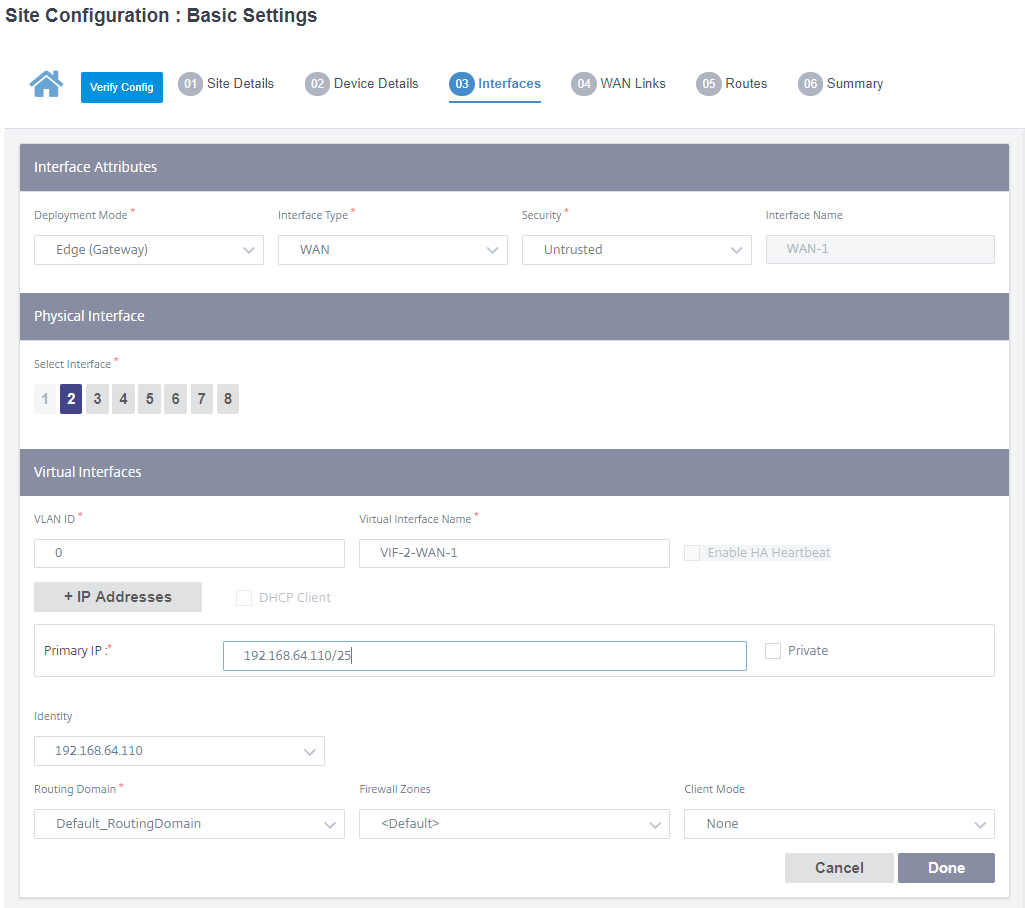 Site Configuration : Basic Settings
Verify Config
01 Site Details
02 Device Details
03 Interfaces
04 WAN Links
05 Routes
06 Summary
Interface Attributes
Deployment Mode * Interface Type * Security * Interface Name
Edge (Gateway) WAN Untrusted WAN-1
Physical Interface
Select Interface *
1 2 3 4 5 6 7 8
Virtual Interfaces
VLAN ID * Virtual Interface Name *
0 VIF-2-WAN-1 Enable HA Heartbeat
+ IP Addresses DHCP Client
Primary IP :* 192.168.64.110/25 Private
Identity
192.168.64.110
Routing Domain * Firewall Zones Client Mode
Default_RoutingDomain <Default> None
Cancel Done